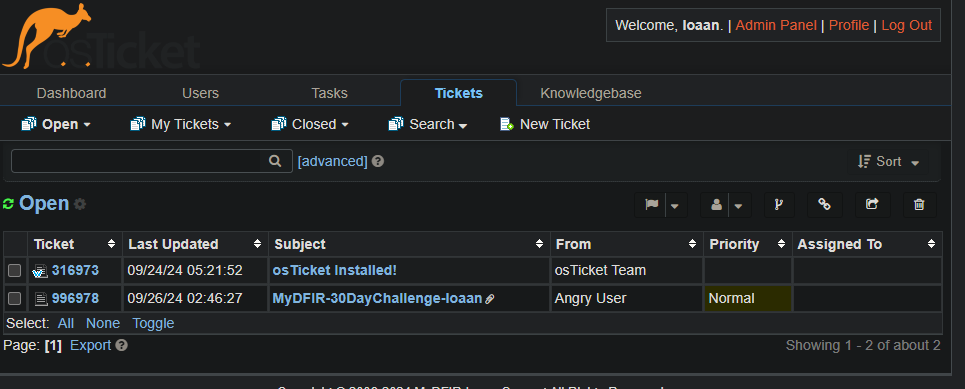 osTicket
Welcome, Ioaan. | Admin Panel | Profile | Log Out
Dashboard Users Tasks Tickets Knowledgebase
Open My Tickets Closed Search New Ticket
[advanced] Sort
Open
Ticket Last Updated Subject From Priority Assigned To
316973 09/24/24 05:21:52 osTicket Installed! osTicket Team
996978 09/26/24 02:46:27 MyDFIR-30DayChallenge-Ioaan Angry User Normal
Select: All None Toggle
Page: [1] Export Showing 1 - 2 of about 2